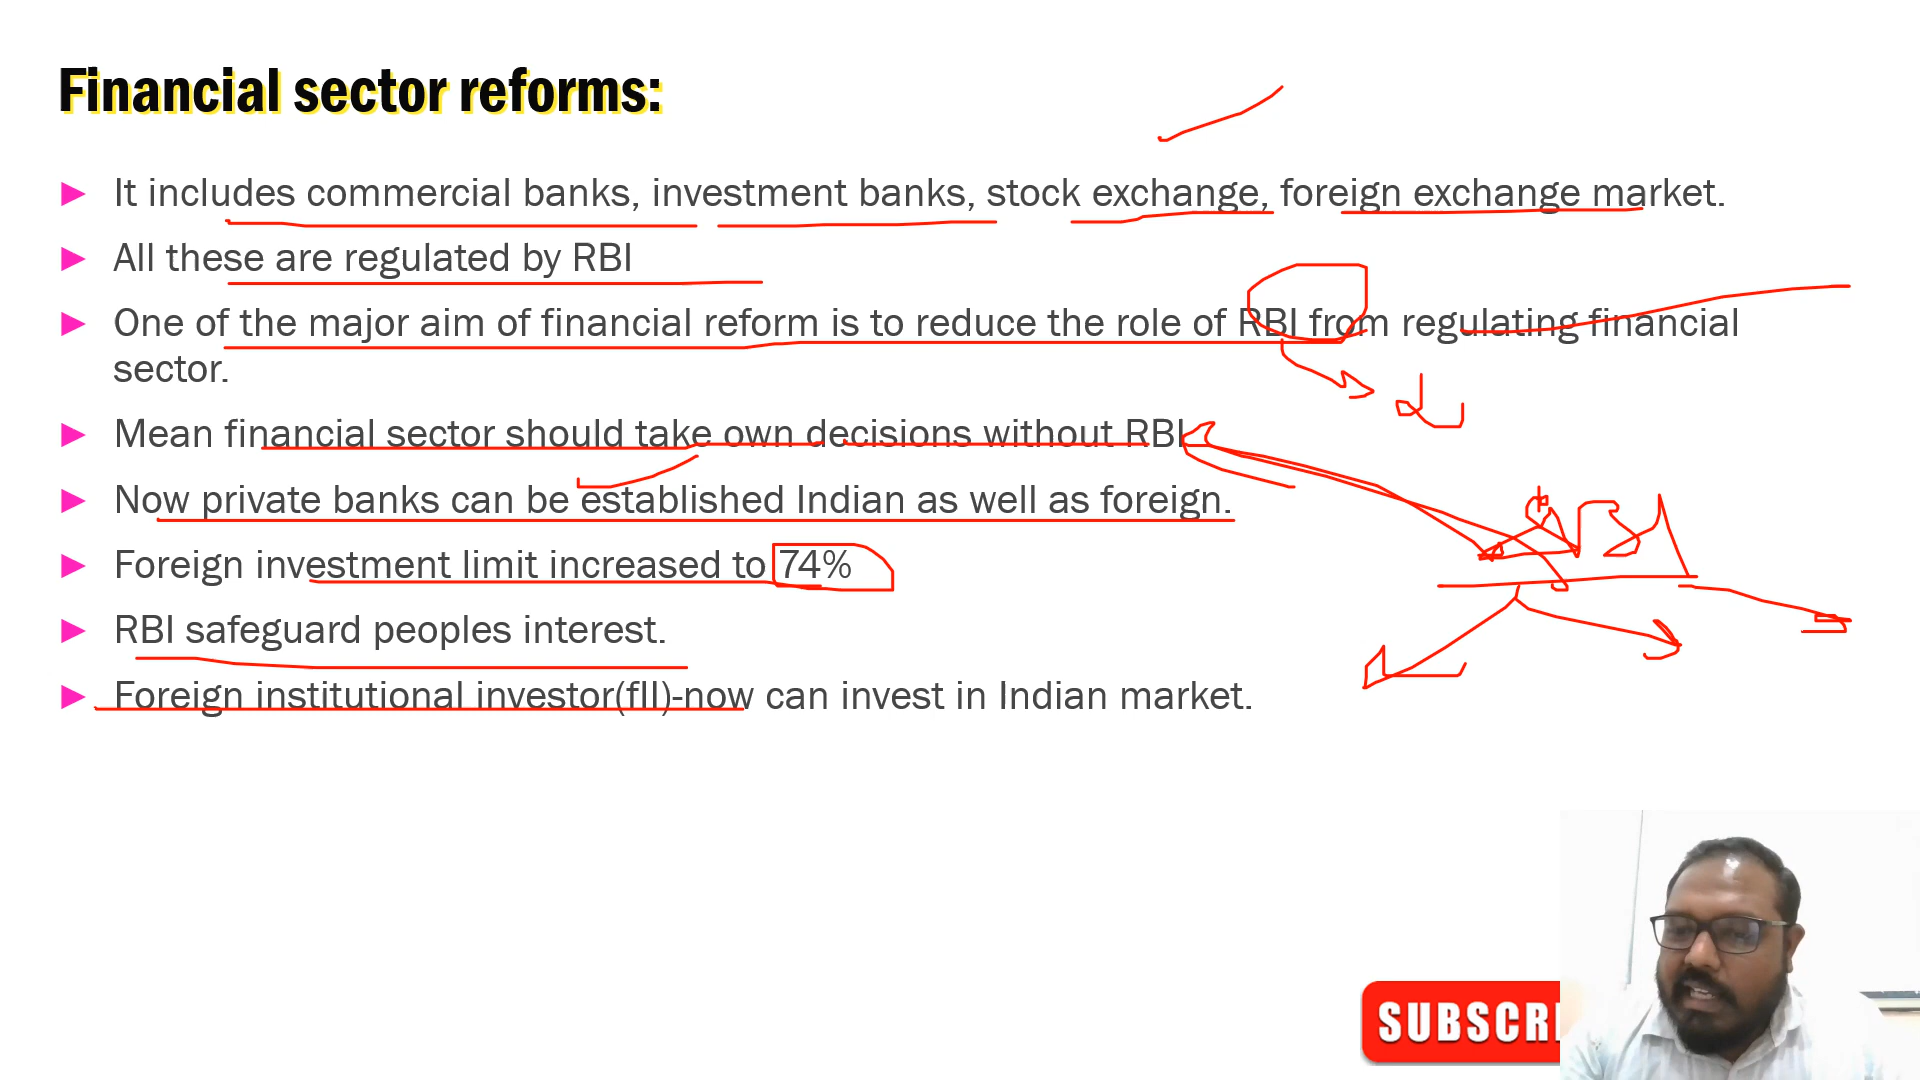 Financial sector reforms:
It includes commercial banks, investment banks, stock exchange, foreign exchange market.
All these are regulated by RBI
One of the major aim of financial reform is to reduce the role of RBI from regulating financial
sector.
Mean financial sector should take own decisions without RBI
Now private banks can be established Indian as well as foreign.
Foreign investment limit increased to 74%
RBI safeguard peoples interest.
Foreign institutional investor(fII)-now can invest in Indian market.
SUBSCRI